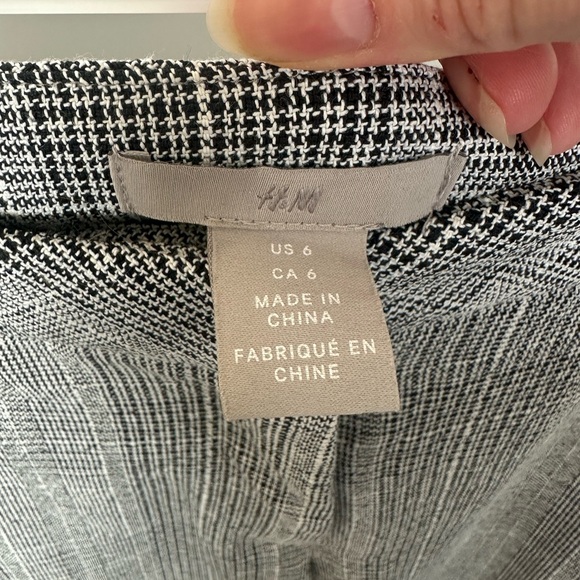 H&M
US 6
CA 6
MADE IN
CHINA
FABRIQUÉ EN
CHINE